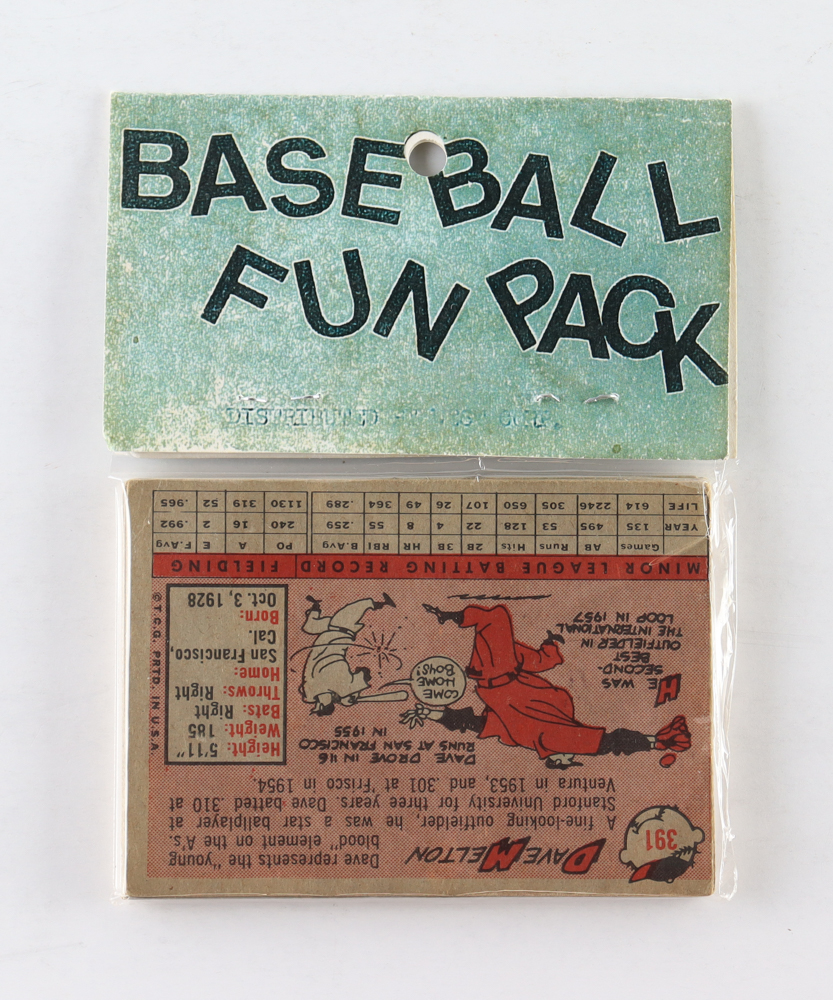 BASEBALL
FUN PACK
DISTRIBUTED
391
DAVE MELTON
Dave represents the "young
blood" element on the A's.
A fine-looking outfielder, he was a star ballplayer at
Stanford University for three years. Dave batted .310 at
Ventura in 1953, and .301 at 'Frisco in 1954.
DAVE DROVE IN 46
RUNS AT SAN FRANCISCO
IN 1955
COME
HOME
BOYS!
HE WAS
SECOND-
BEST
OUTFIELDER IN
THE INTERNATIONAL
LOOP IN 1957
Height: 5'11"
Weight: 185
Bats: Right
Throws: Right
Home:
San Francisco,
Cal.
Born:
Oct. 3, 1928
©T.C.G. PRTD. IN U.S.A.
MINOR LEAGUE BATTING RECORD FIELDING
Games AB Runs Hits 2B 3B HR RBI B.Avg PO A E F.Avg
YEAR 135 495 53 128 22 4 8 55 .259 240 16 2 .992
LIFE 614 2246 305 650 107 26 49 364 .289 1130 319 52 .965